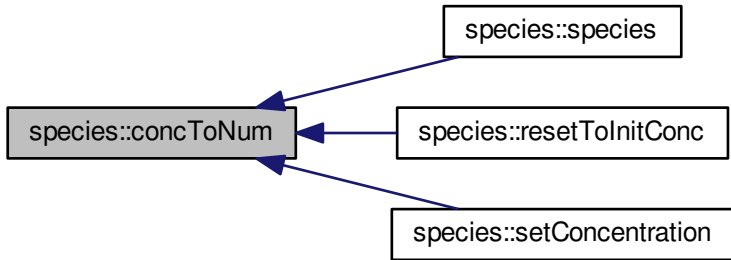 species::species
species::concToNum
species::resetToInitConc
species::setConcentration